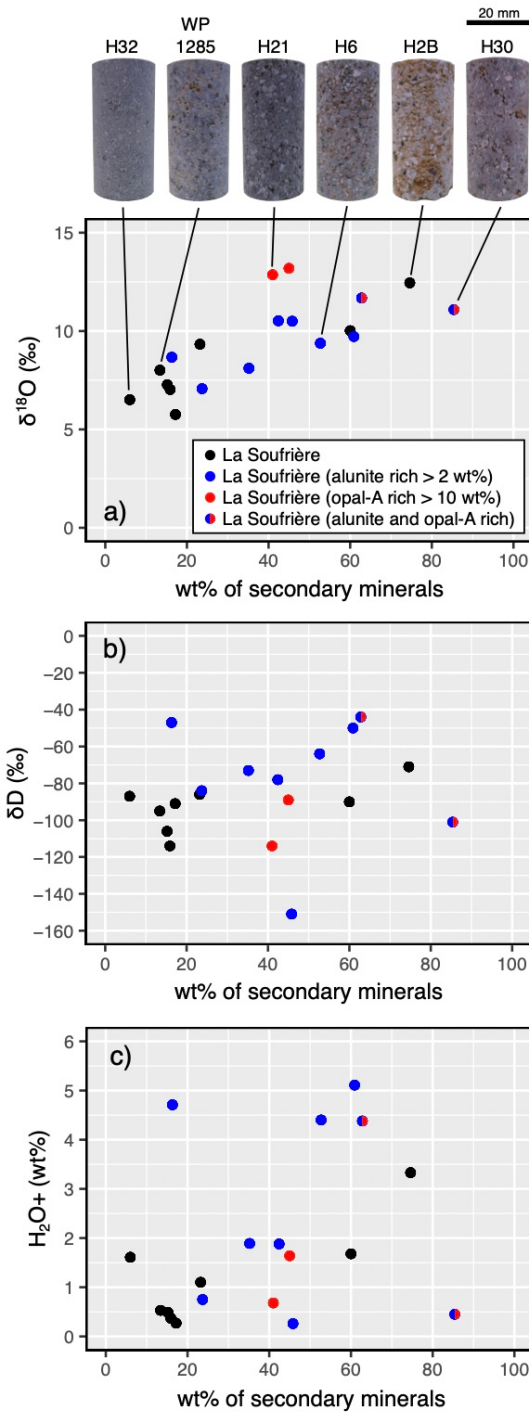 20 mm
WP
H32 1285 H21 H6 H2B H30
15
10
5
0
δ¹⁸O (‰)
La Soufrière
La Soufrière (alunite rich > 2 wt%)
La Soufrière (opal-A rich > 10 wt%)
La Soufrière (alunite and opal-A rich)
a)
0 20 40 60 80 100
wt% of secondary minerals
b)
0
−20
−40
−60
−80
−100
−120
−140
−160
δD (‰)
0 20 40 60 80 100
wt% of secondary minerals
c)
6
5
4
3
2
1
0
H₂O+ (wt%)
0 20 40 60 80 100
wt% of secondary minerals